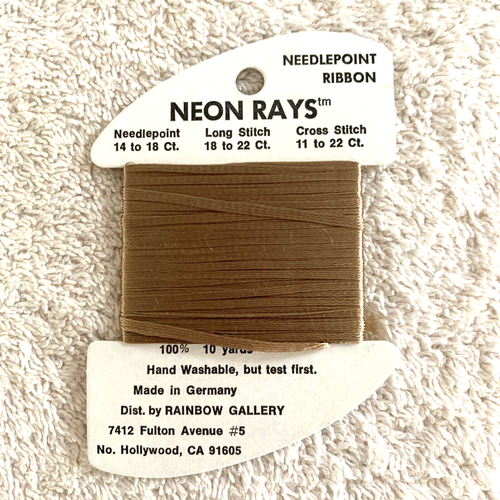 NEEDLEPOINT
RIBBON
NEON RAYS™
Needlepoint Long Stitch Cross Stitch
14 to 18 Ct. 18 to 22 Ct. 11 to 22 Ct.
100% 10 yards
Hand Washable, but test first.
Made in Germany
Dist. by RAINBOW GALLERY
7412 Fulton Avenue #5
No. Hollywood, CA 91605